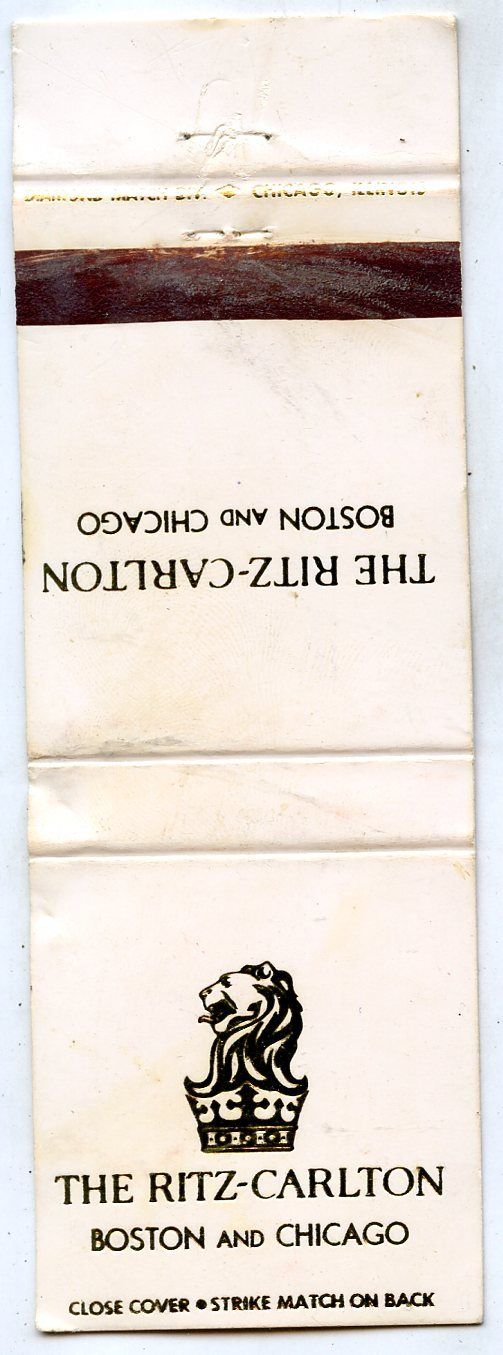 DIAMOND MATCH DIV. CHICAGO, ILLINOIS
THE RITZ-CARLTON
BOSTON AND CHICAGO
THE RITZ-CARLTON
BOSTON AND CHICAGO
CLOSE COVER • STRIKE MATCH ON BACK